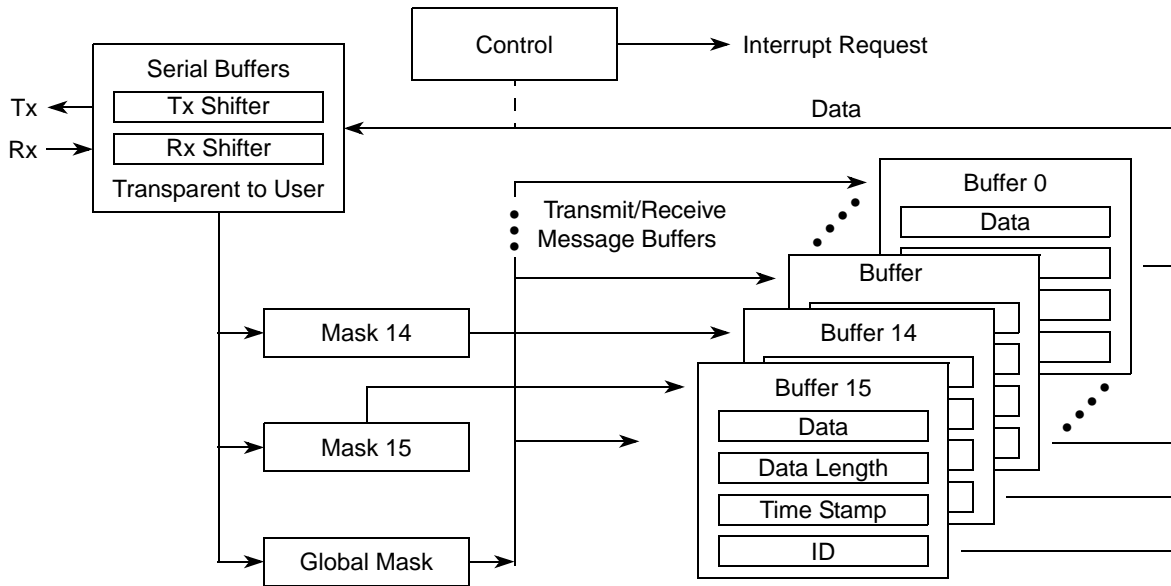 Control
Interrupt Request
Serial Buffers
Tx Shifter
Tx
Data
Rx Shifter
Rx
Transparent to User
Buffer 0
Transmit/Receive
Message Buffers
Data
Buffer
Mask 14
Buffer 14
Buffer 15
Mask 15
Data
Data Length
Time Stamp
Global Mask
ID